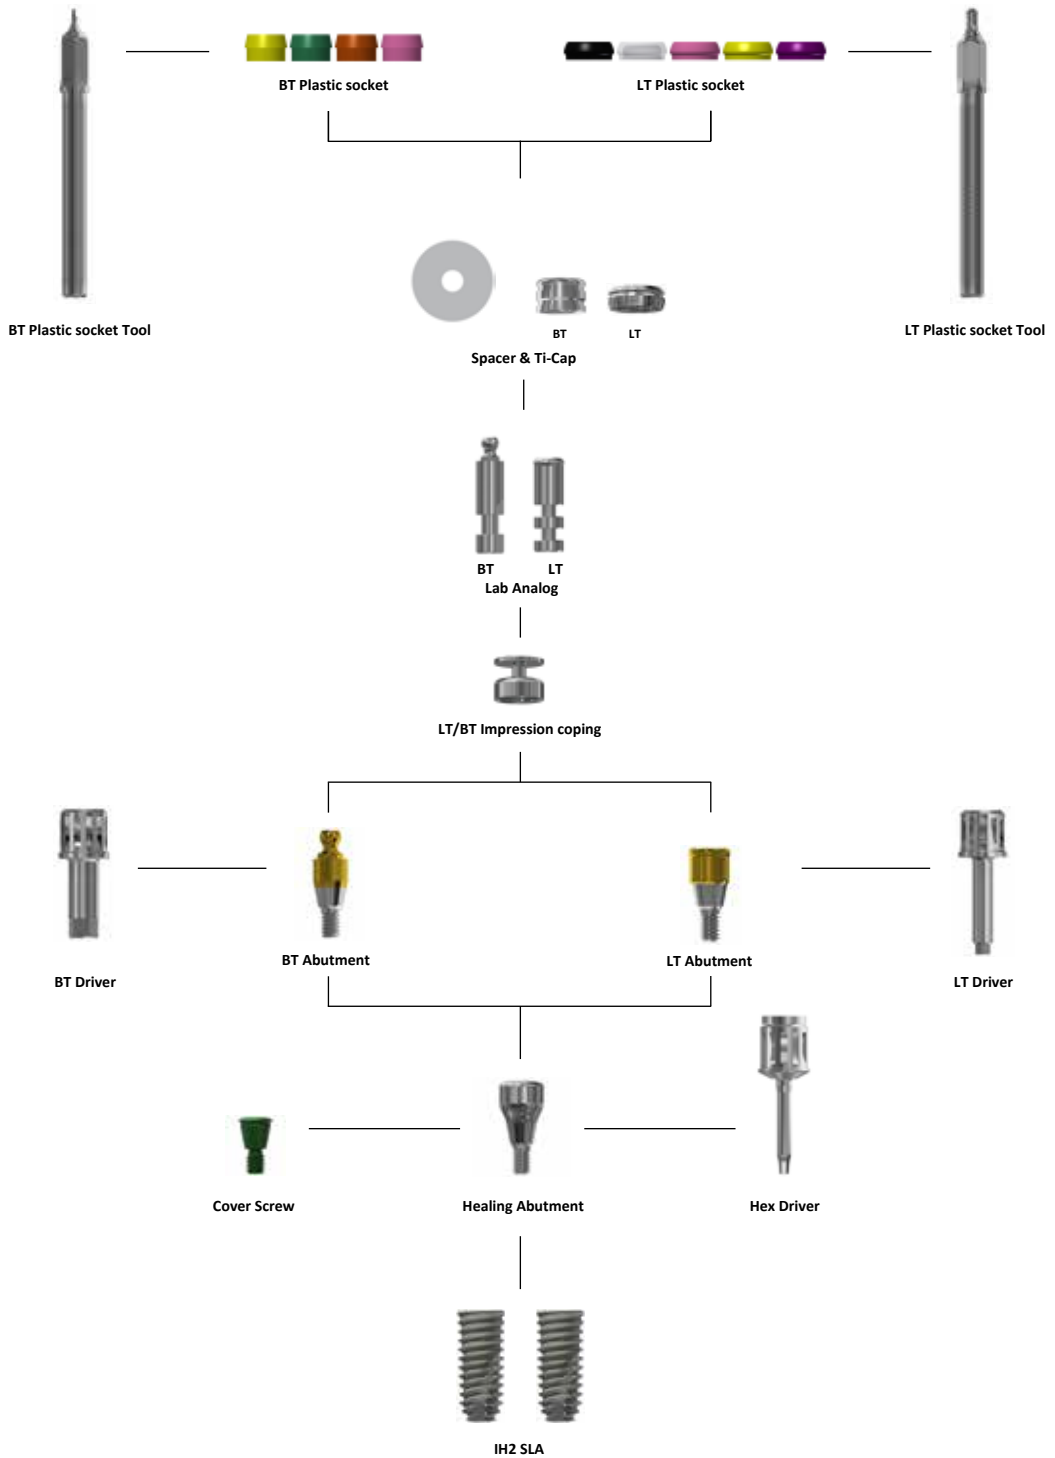 BT Plastic socket
LT Plastic socket
BT Plastic socket Tool
LT Plastic socket Tool
BT
LT
Spacer & Ti-Cap
BT
LT
Lab Analog
LT/BT Impression coping
BT Abutment
LT Abutment
BT Driver
LT Driver
Cover Screw
Healing Abutment
Hex Driver
IH2 SLA